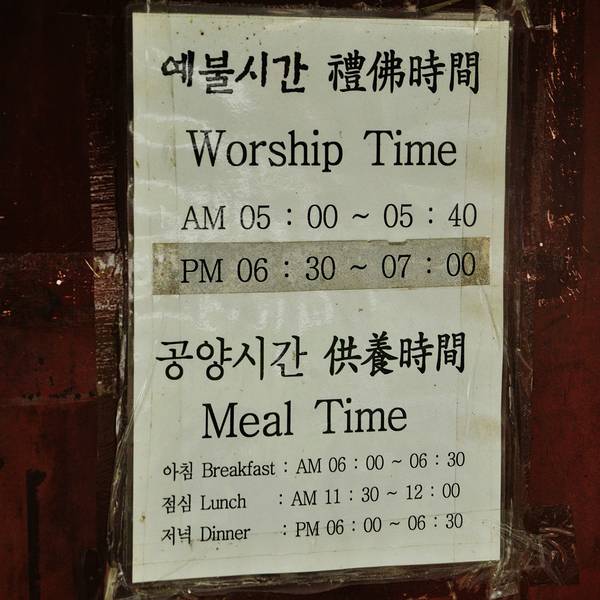 예불시간 禮佛時間
Worship Time
AM 05 : 00 ~ 05 : 40
PM 06 : 30 ~ 07 : 00
공양시간 供養時間
Meal Time
아침 Breakfast : AM 06 : 00 ~ 06 : 30
점심 Lunch : AM 11 : 30 ~ 12 : 00
저녁 Dinner : PM 06 : 00 ~ 06 : 30